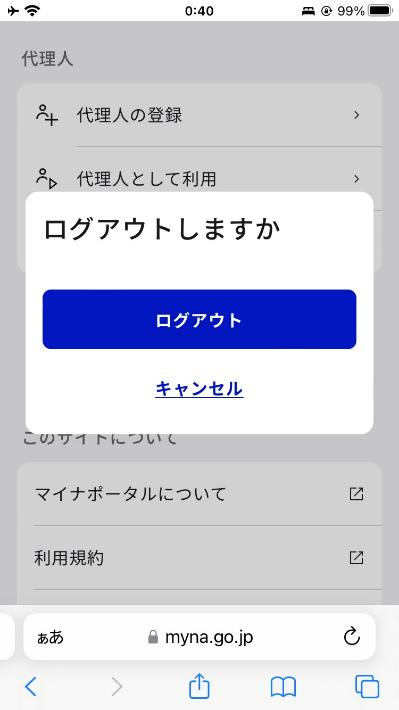 0:40
99%
代理人
代理人の登録
代理人として利用
ログアウトしますか
ログアウト
キャンセル
このサイトについて
マイナポータルについて
利用規約
ぁあ
myna.go.jp